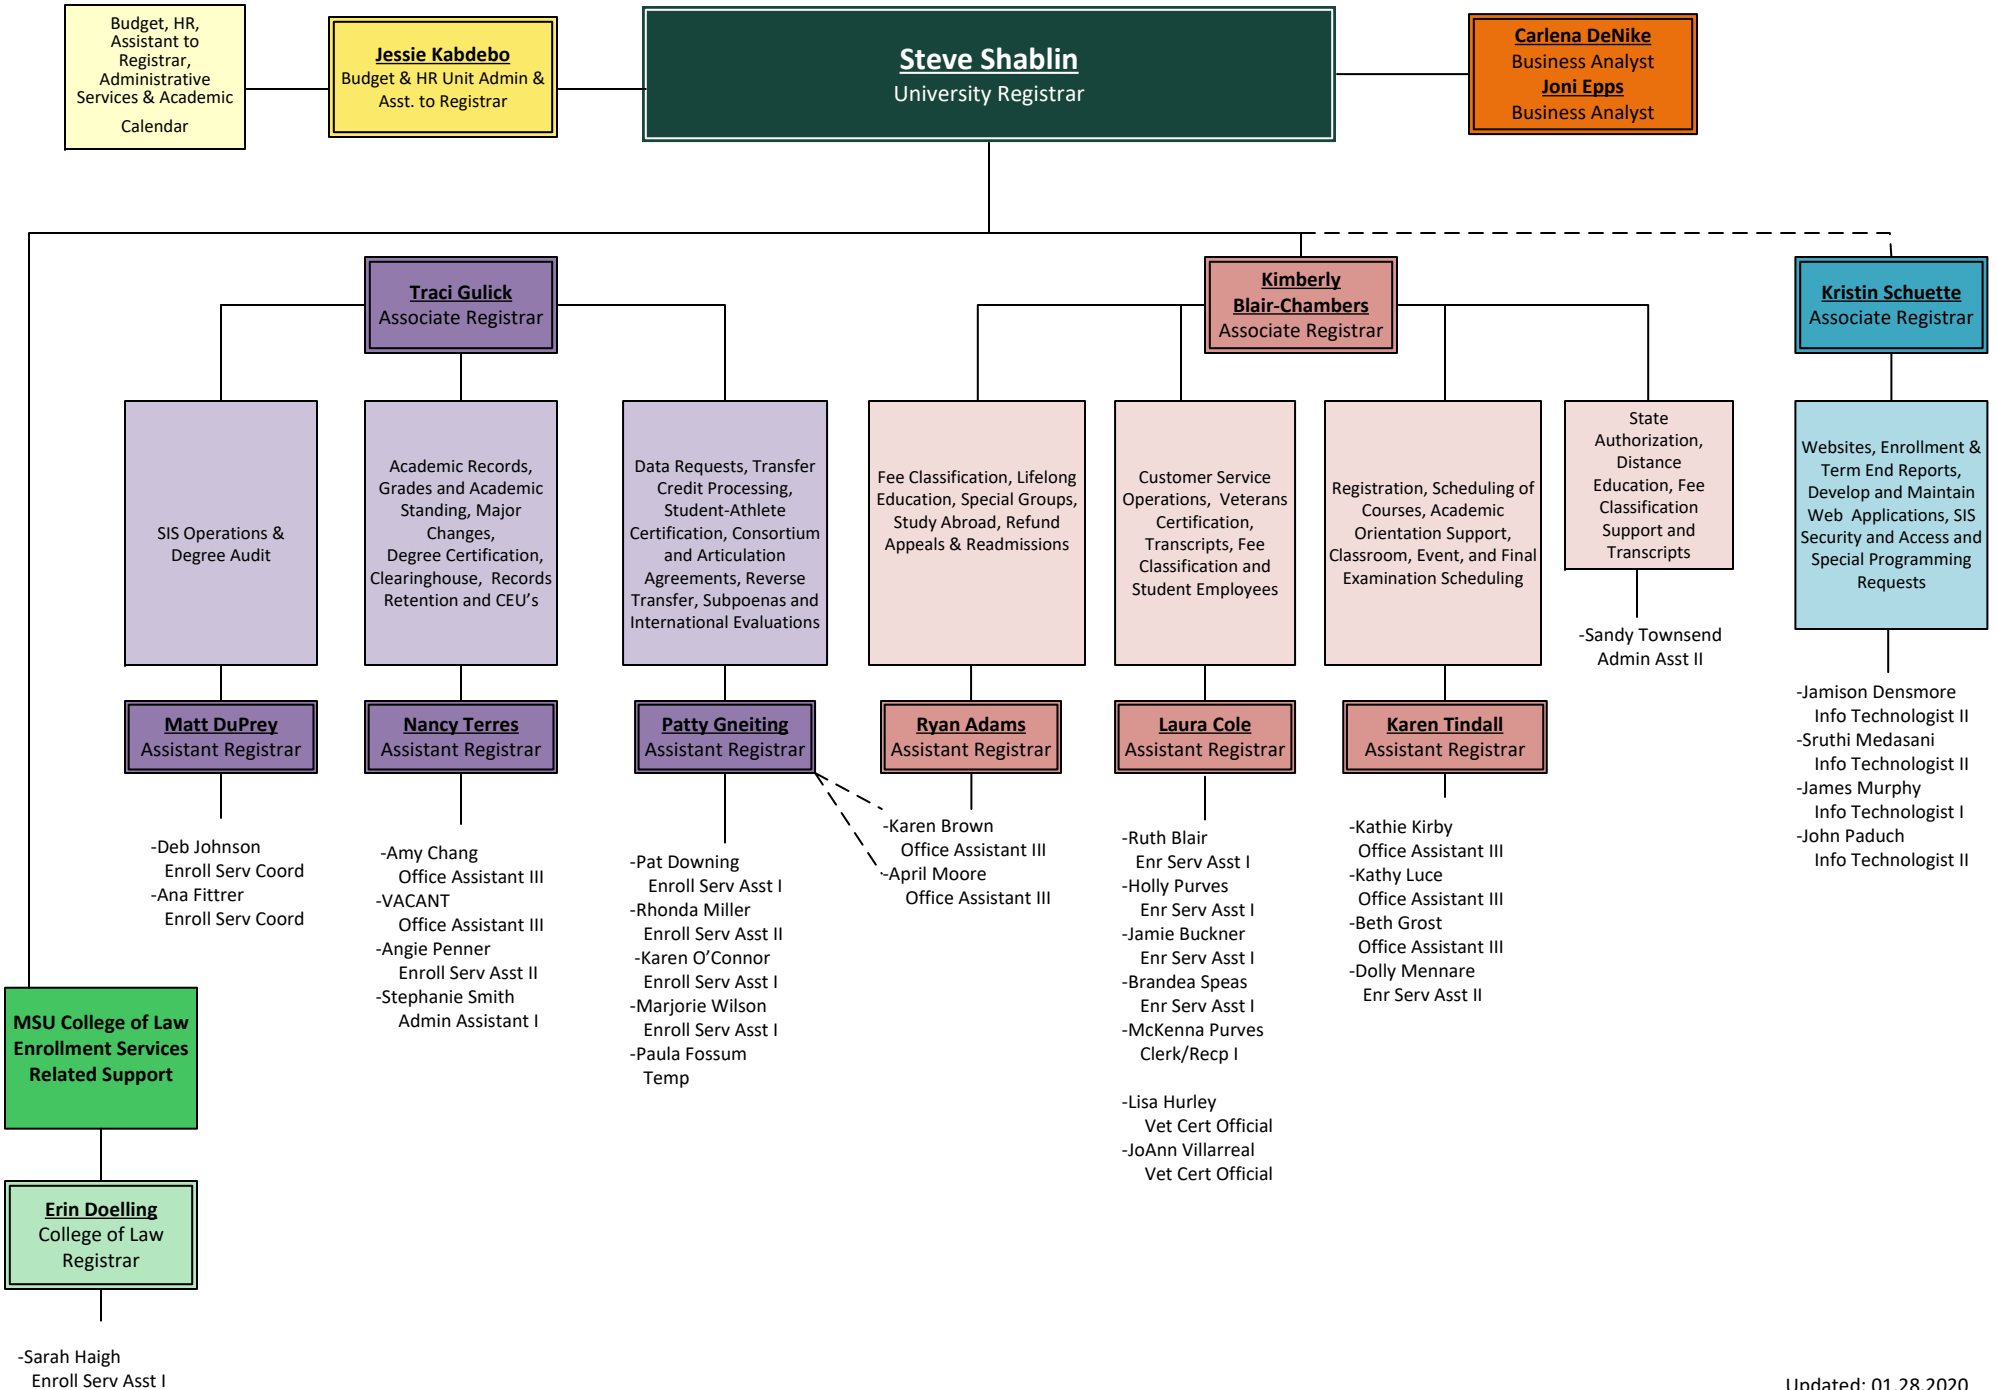 Budget, HR,
Assistant to
Registrar,
Administrative
Services & Academic
Calendar
Jessie Kabdebo
Budget & HR Unit Admin &
Asst. to Registrar
Steve Shablin
University Registrar
Carlena DeNike
Business Analyst
Joni Epps
Business Analyst
Traci Gulick
Associate Registrar
Kimberly
Blair-Chambers
Associate Registrar
Kristin Schuette
Associate Registrar
SIS Operations &
Degree Audit
Academic Records,
Grades and Academic
Standing, Major
Changes,
Degree Certification,
Clearinghouse, Records
Retention and CEU’s
Data Requests, Transfer
Credit Processing,
Student-Athlete
Certification, Consortium
and Articulation
Agreements, Reverse
Transfer, Subpoenas and
International Evaluations
Fee Classification, Lifelong
Education, Special Groups,
Study Abroad, Refund
Appeals & Readmissions
Customer Service
Operations, Veterans
Certification,
Transcripts, Fee
Classification and
Student Employees
Registration, Scheduling of
Courses, Academic
Orientation Support,
Classroom, Event, and Final
Examination Scheduling
State
Authorization,
Distance
Education, Fee
Classification
Support and
Transcripts
Websites, Enrollment &
Term End Reports,
Develop and Maintain
Web Applications, SIS
Security and Access and
Special Programming
Requests
-Sandy Townsend
Admin Asst II
Matt DuPrey
Assistant Registrar
Nancy Terres
Assistant Registrar
Patty Gneiting
Assistant Registrar
Ryan Adams
Assistant Registrar
Laura Cole
Assistant Registrar
Karen Tindall
Assistant Registrar
-Jamison Densmore
Info Technologist II
-Sruthi Medasani
Info Technologist II
-James Murphy
Info Technologist I
-John Paduch
Info Technologist II
-Deb Johnson
Enroll Serv Coord
-Ana Fittrer
Enroll Serv Coord
-Amy Chang
Office Assistant III
-VACANT
Office Assistant III
-Angie Penner
Enroll Serv Asst II
-Stephanie Smith
Admin Assistant I
-Pat Downing
Enroll Serv Asst I
-Rhonda Miller
Enroll Serv Asst II
-Karen O’Connor
Enroll Serv Asst I
-Marjorie Wilson
Enroll Serv Asst I
-Paula Fossum
Temp
-Karen Brown
Office Assistant III
-April Moore
Office Assistant III
-Ruth Blair
Enr Serv Asst I
-Holly Purves
Enr Serv Asst I
-Jamie Buckner
Enr Serv Asst I
-Brandea Speas
Enr Serv Asst I
-McKenna Purves
Clerk/Recp I
-Lisa Hurley
Vet Cert Official
-JoAnn Villarreal
Vet Cert Official
-Kathie Kirby
Office Assistant III
-Kathy Luce
Office Assistant III
-Beth Grost
Office Assistant III
-Dolly Mennare
Enr Serv Asst II
MSU College of Law
Enrollment Services
Related Support
Erin Doelling
College of Law
Registrar
-Sarah Haigh
Enroll Serv Asst I
Updated: 01.28.2020